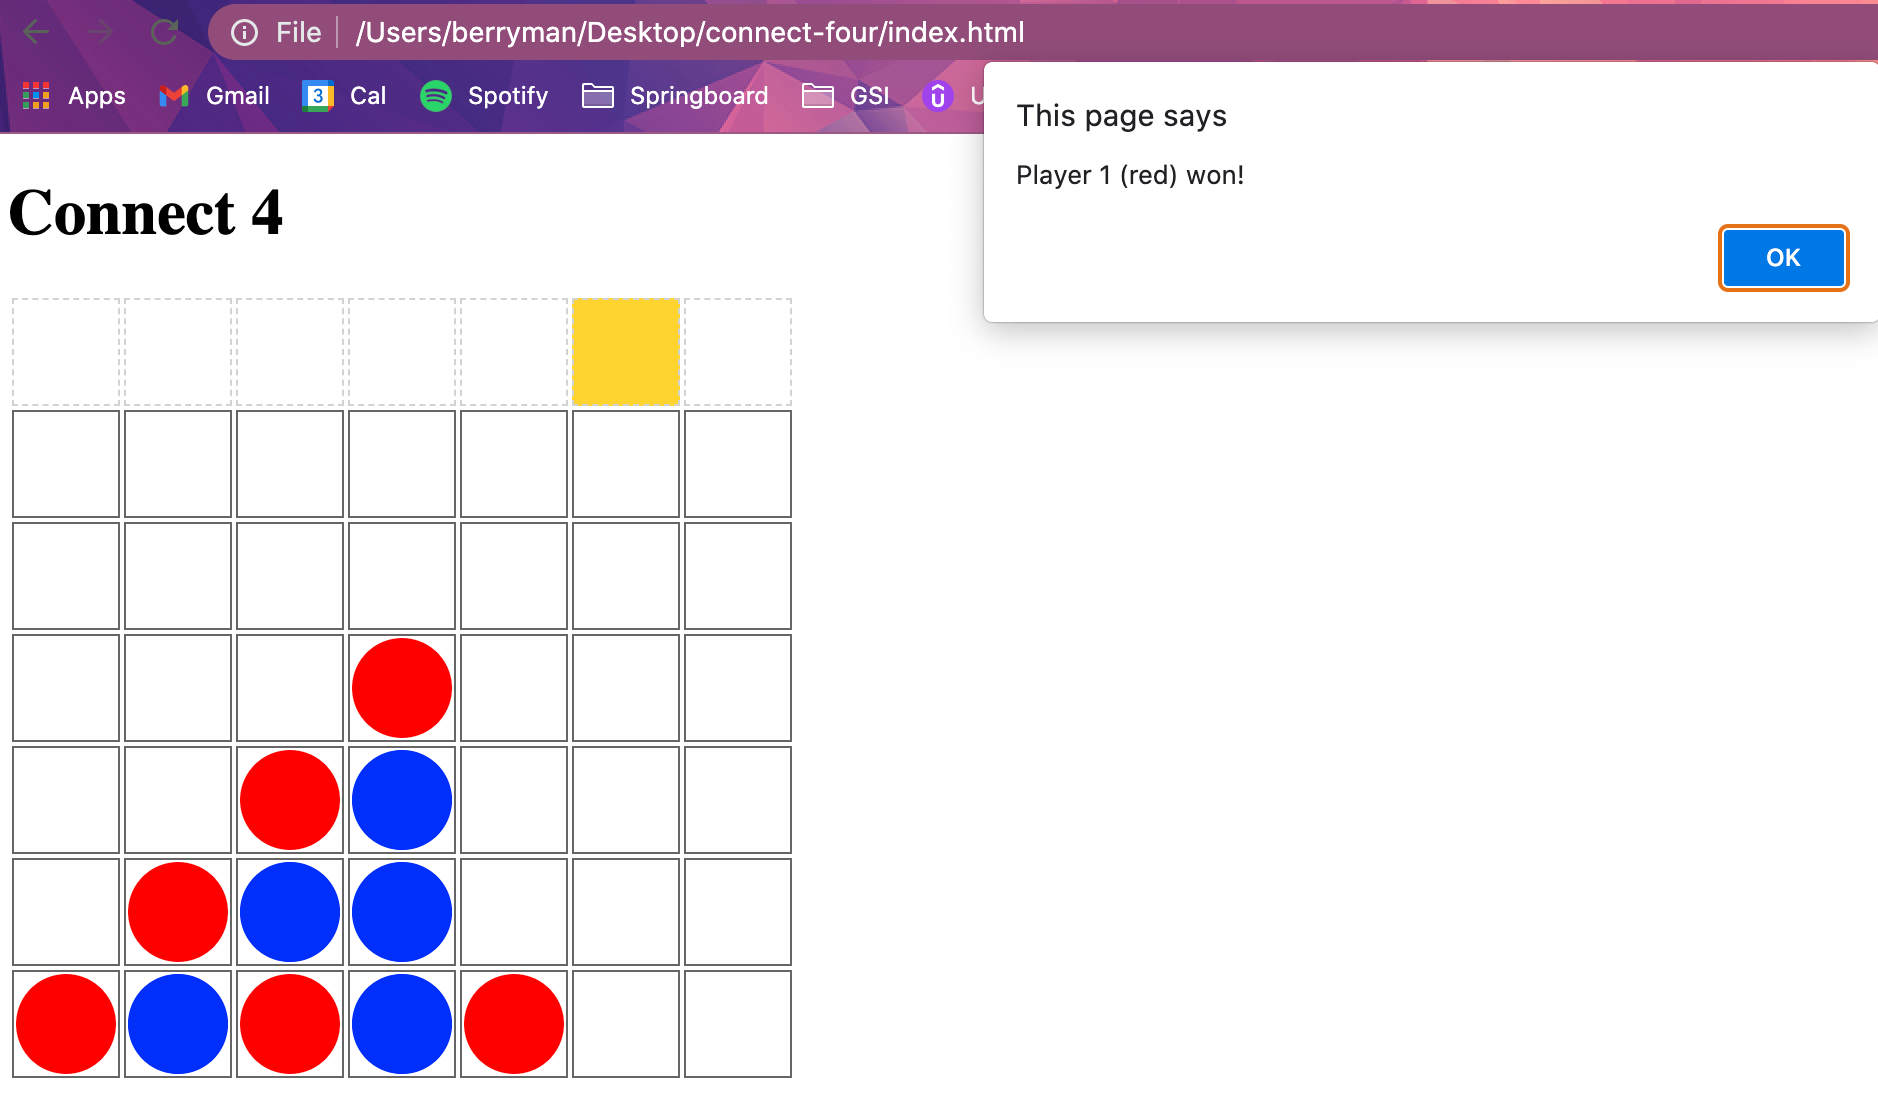 File /Users/berryman/Desktop/connect-four/index.html
Apps Gmail 3 Cal Spotify Springboard GSI
This page says
Player 1 (red) won!
OK
Connect 4